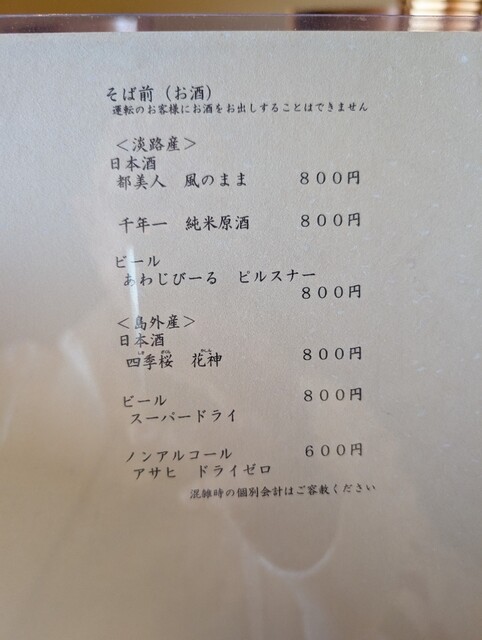 そば前（お酒）
運転のお客様にお酒をお出しすることはできません
＜淡路産＞
日本酒
都美人　風のまま　８００円
千年一　純米原酒　８００円
ビール
あわじびーる　ピルスナー
８００円
＜島外産＞
日本酒
四季桜　花神　８００円
ビール　８００円
スーパードライ
ノンアルコール　６００円
アサヒ　ドライゼロ
混雑時の個別会計はご容赦ください